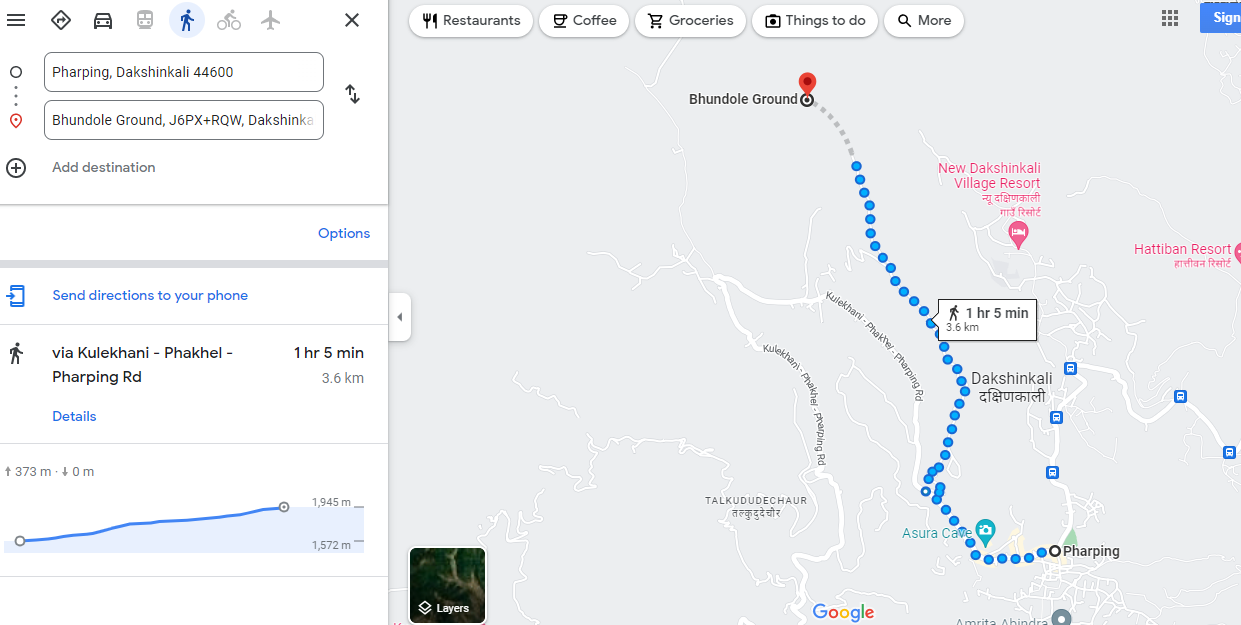 Restaurants
Coffee
Groceries
Things to do
More
Sign
Pharping, Dakshinkali 44600
Bhundole Ground, J6PX+RQW, Dakshinka
Add destination
Options
Send directions to your phone
via Kulekhani - Phakhel -
Pharping Rd
1 hr 5 min
3.6 km
Details
373 m · 0 m
1,945 m
1,572 m
Bhundole Ground
New Dakshinkali
Village Resort
न्यू दक्षिणकाली
गाउँ रिसोर्ट
Hattiban Resort
हात्तीवन रिसोर्ट
Kulekhani - Phakhel - Pharping Rd
1 hr 5 min
3.6 km
Kulekhani - Phakhel - Pharping Rd
Dakshinkali
दक्षिणकाली
TALKUDUDECHAUR
तल्कुदुदेचौर
Asura Cave
Pharping
Layers
Google
Amrita Abindra